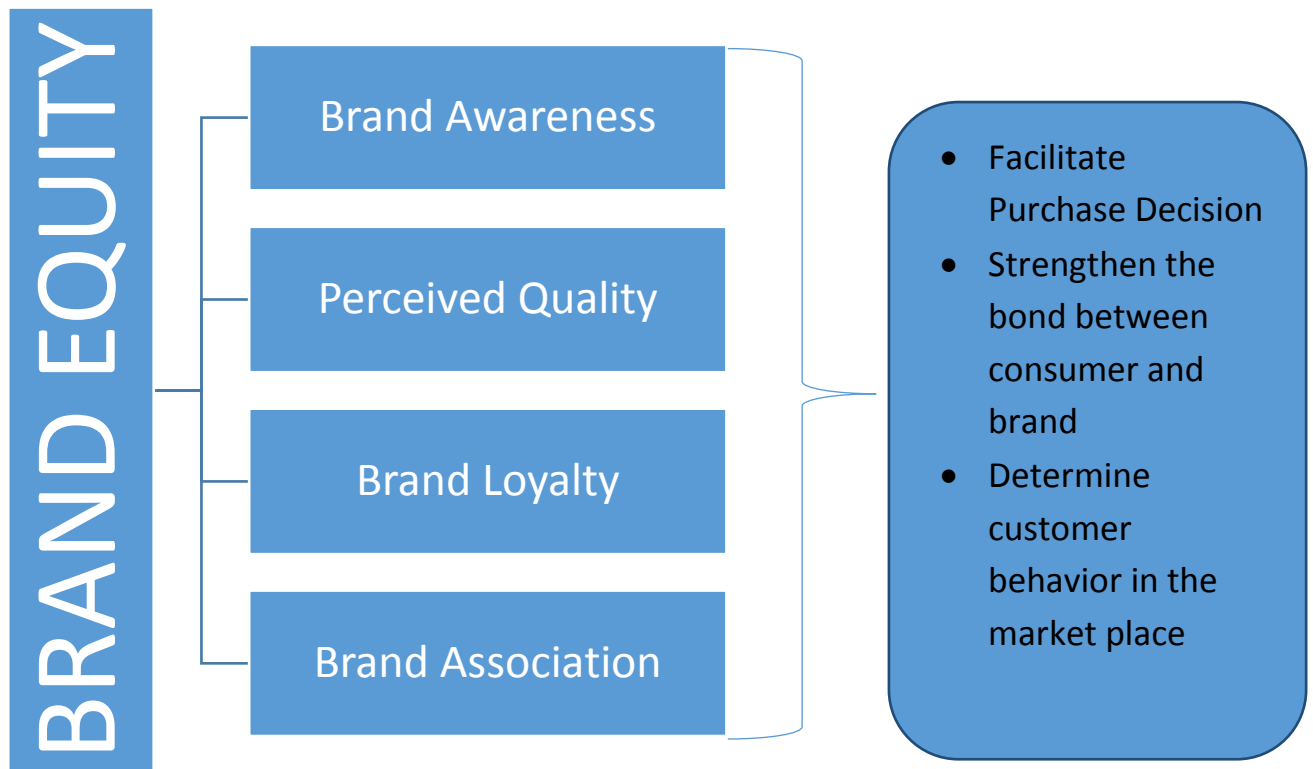 BRAND EQUITY
Brand Awareness
Perceived Quality
Brand Loyalty
Brand Association
• Facilitate
Purchase Decision
• Strengthen the
bond between
consumer and
brand
• Determine
customer
behavior in the
market place